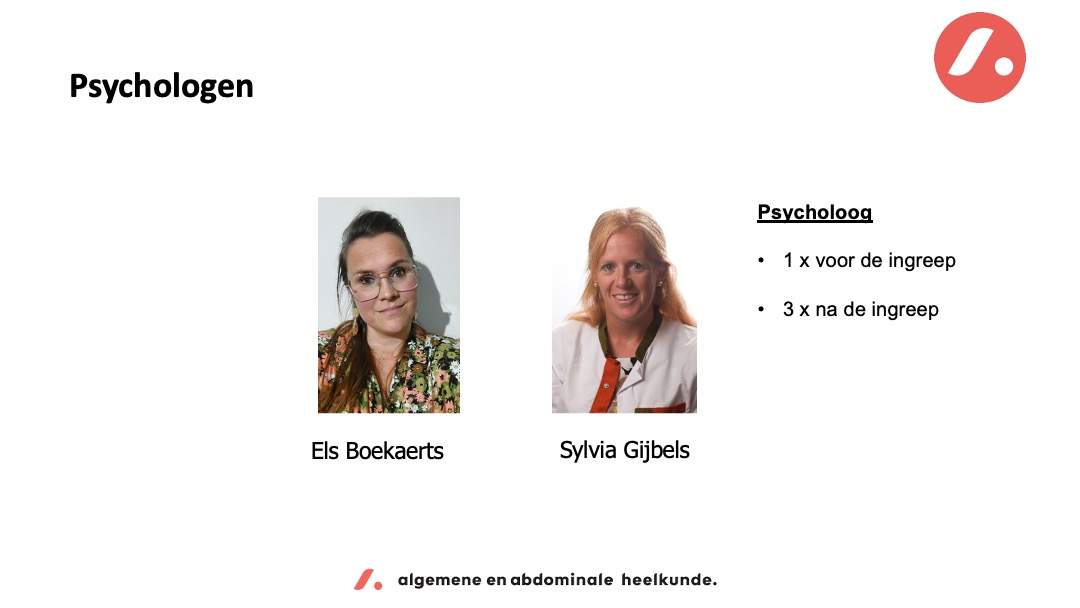 Psychologen
Psycholoog
• 1 x voor de ingreep
• 3 x na de ingreep
Els Boekaerts
Sylvia Gijbels
algemene en abdominale heelkunde.